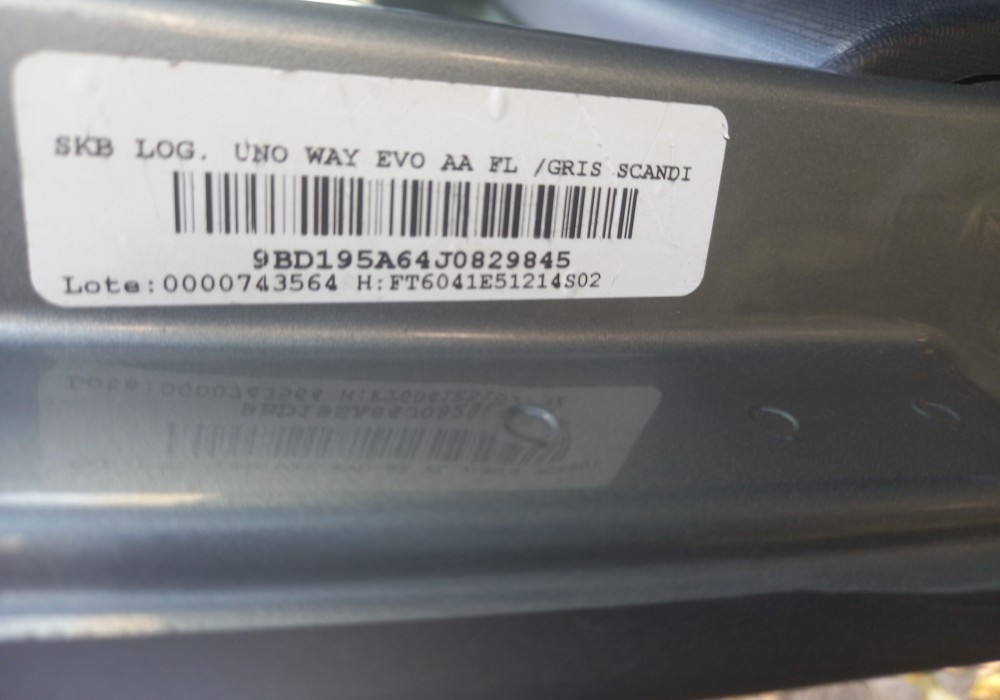 SKB LOG. UNO WAY EVO AA FL /GRIS SCANDI
9BD195A64J0829845
Lote:0000743564 H:FT6041E51214S02